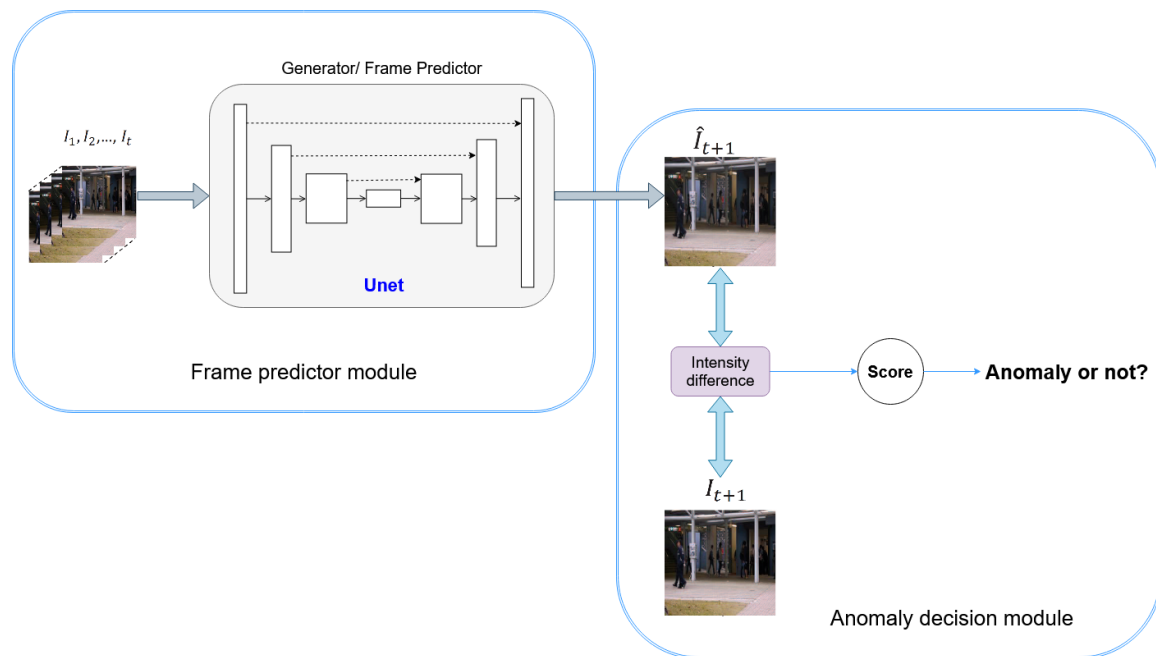 Generator/ Frame Predictor
I₁, I₂,..., Iₜ
Unet
Frame predictor module
Îₜ₊₁
Intensity
difference
Score
Anomaly or not?
Iₜ₊₁
Anomaly decision module